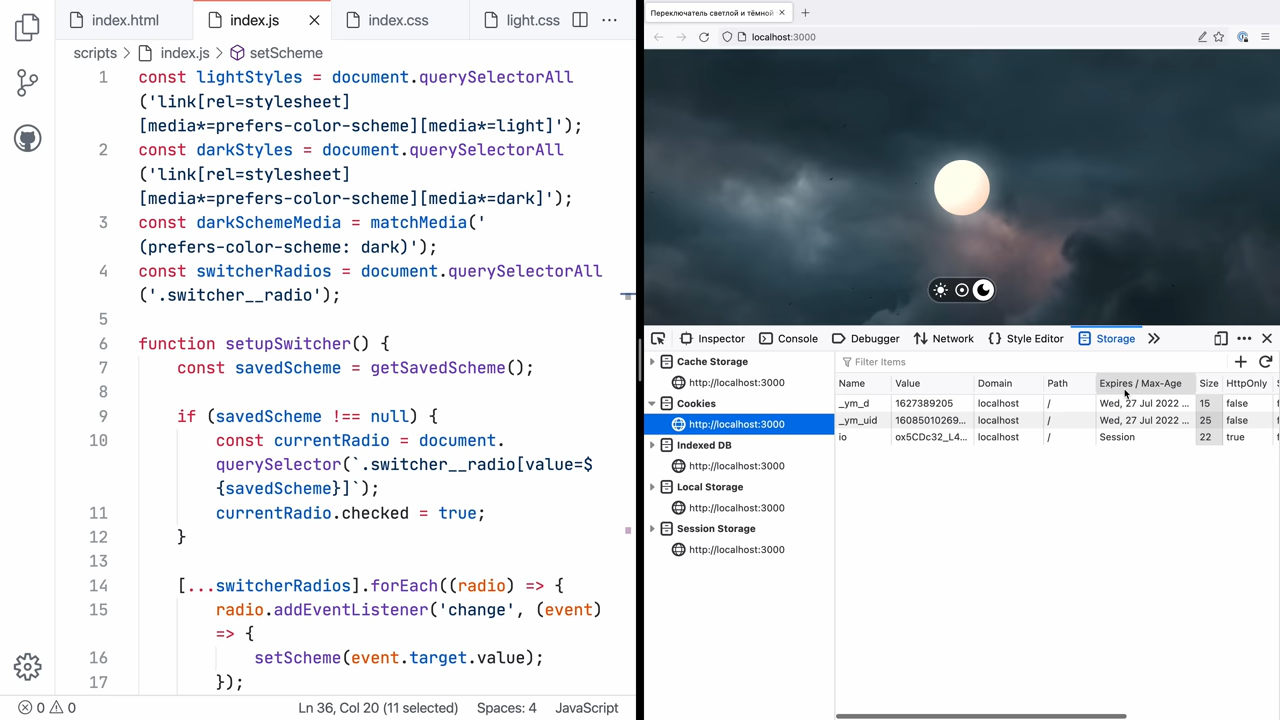 index.html
index.js
index.css
light.css
scripts
index.js
setScheme
1 const lightStyles = document.querySelectorAll
('link[rel=stylesheet]
[media*=prefers-color-scheme][media*=light]');
2 const darkStyles = document.querySelectorAll
('link[rel=stylesheet]
[media*=prefers-color-scheme][media*=dark]');
3 const darkSchemeMedia = matchMedia('
(prefers-color-scheme: dark)');
4 const switcherRadios = document.querySelectorAll
('.switcher__radio');
5
6 function setupSwitcher() {
7 const savedScheme = getSavedScheme();
8
9 if (savedScheme !== null) {
10 const currentRadio = document.
querySelector(`.switcher__radio[value=$
{savedScheme}]`);
11 currentRadio.checked = true;
12 }
13
14 [...switcherRadios].forEach((radio) => {
15 radio.addEventListener('change', (event)
=> {
16 setScheme(event.target.value);
17 });
0 0
Ln 36, Col 20 (11 selected)
Spaces: 4
JavaScript
Переключатель светлой и тёмной
localhost:3000
Inspector Console Debugger Network Style Editor Storage
Cache Storage
http://localhost:3000
Cookies
http://localhost:3000
Indexed DB
http://localhost:3000
Local Storage
http://localhost:3000
Session Storage
http://localhost:3000
Filter Items
Name Value Domain Path Expires / Max-Age Size HttpOnly
_ym_d 1627389205 localhost / Wed, 27 Jul 2022 ... 15 false
_ym_uid 16085010269... localhost / Wed, 27 Jul 2022 ... 25 false
io ox5CDc32_L4... localhost / Session 22 true